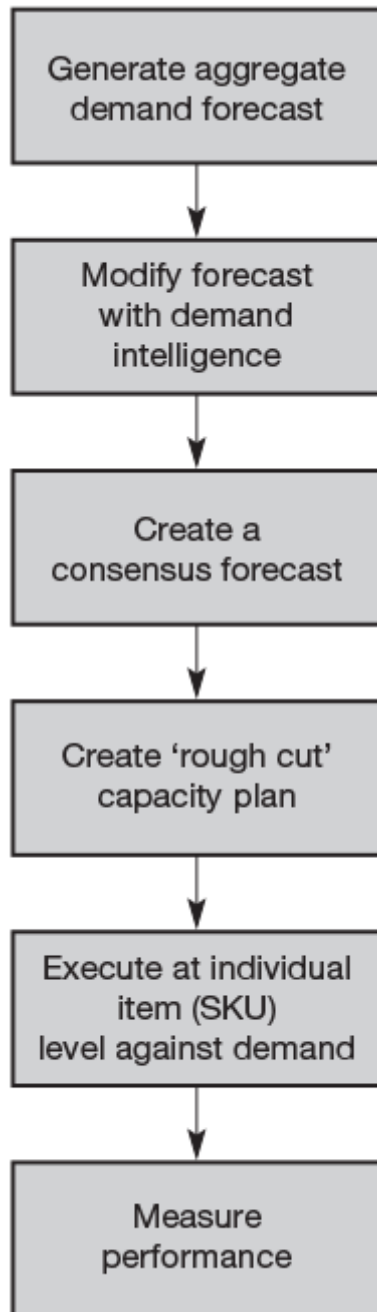 Generate aggregate
demand forecast
Modify forecast
with demand
intelligence
Create a
consensus forecast
Create ‘rough cut’
capacity plan
Execute at individual
item (SKU)
level against demand
Measure
performance